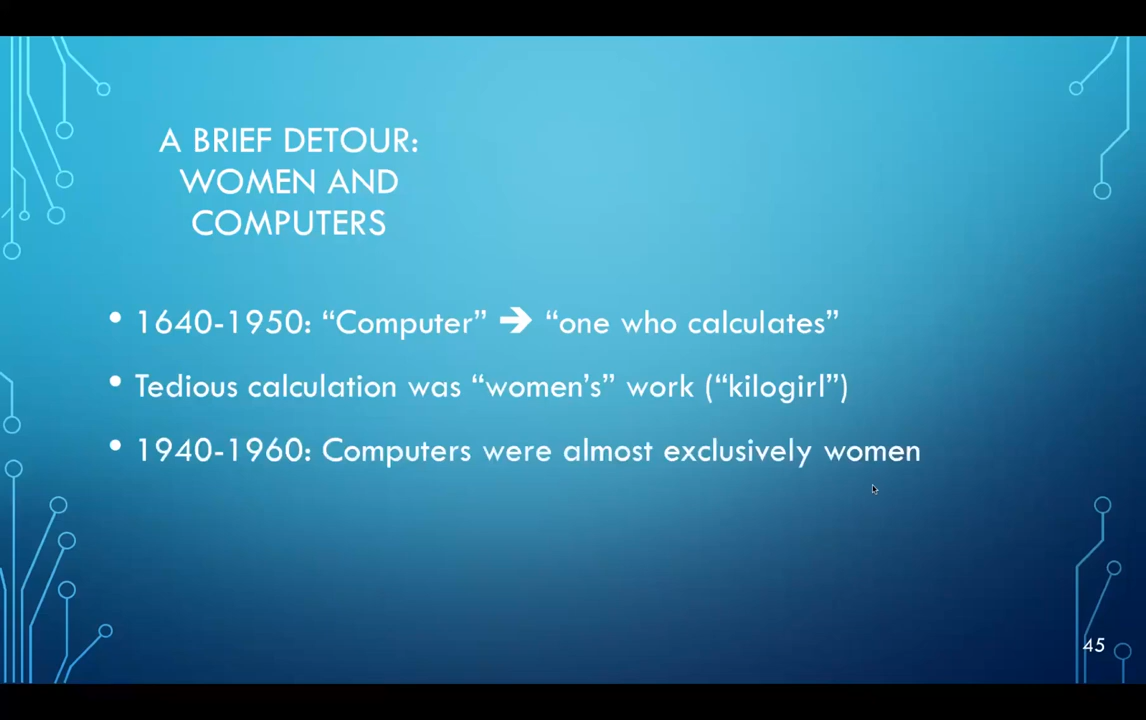 A BRIEF DETOUR:
WOMEN AND
COMPUTERS
• 1640-1950: “Computer” ➔ “one who calculates”
• Tedious calculation was “women’s” work (“kilogirl”)
• 1940-1960: Computers were almost exclusively women
45